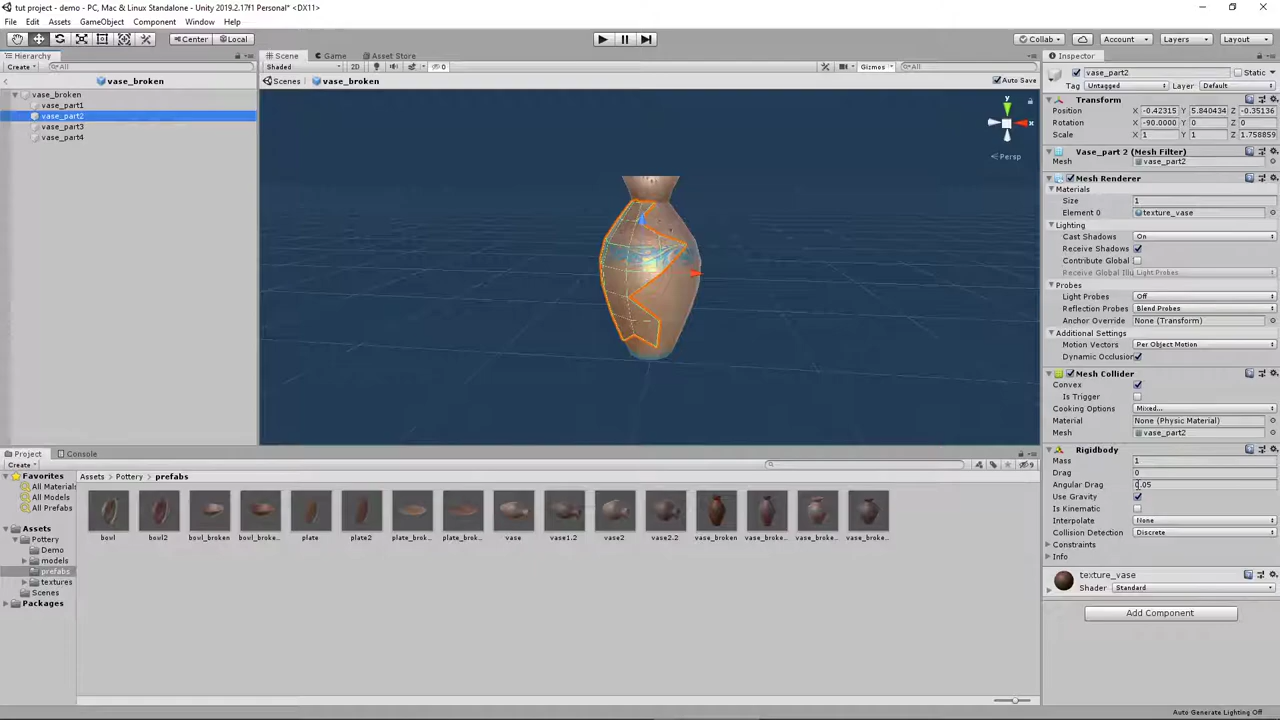 tut project - demo - PC, Mac & Linux Standalone - Unity 2019.2.17f1 Personal* <DX11>
File Edit Assets GameObject Component Window Help
Center Local Collab Account Layers Layout
Hierarchy
Create All
vase_broken
vase_broken
vase_part1
vase_part2
vase_part3
vase_part4
Scene Game Asset Store
Shaded 2D 0 Gizmos All
Scenes vase_broken Auto Save
y
x
Persp
Inspector
vase_part2 Static
Tag Untagged Layer Default
Transform
Position X -0.42315 Y 5.840434 Z -0.35136
Rotation X -90.0000 Y 0 Z 0
Scale X 1 Y 1 Z 1.758859
Vase_part 2 (Mesh Filter)
Mesh vase_part2
Mesh Renderer
Materials
Size 1
Element 0 texture_vase
Lighting
Cast Shadows On
Receive Shadows
Contribute Global
Receive Global Illu Light Probes
Probes
Light Probes Off
Reflection Probes Blend Probes
Anchor Override None (Transform)
Additional Settings
Motion Vectors Per Object Motion
Dynamic Occlusion
Mesh Collider
Convex
Is Trigger
Cooking Options Mixed...
Material None (Physic Material)
Mesh vase_part2
Rigidbody
Mass 1
Drag 0
Angular Drag 0.05
Use Gravity
Is Kinematic
Interpolate None
Collision Detection Discrete
Constraints
Info
texture_vase
Shader Standard
Add Component
Project Console
Create 9
Favorites
All Materials
All Models
All Prefabs
Assets
Pottery
Demo
models
prefabs
textures
Scenes
Packages
Assets Pottery prefabs
bowl bowl2 bowl_broken bowl_broke... plate plate2 plate_brok... plate_brok... vase vase1.2 vase2 vase2.2 vase_broken vase_broke... vase_broke... vase_broke...
Auto Generate Lighting Off